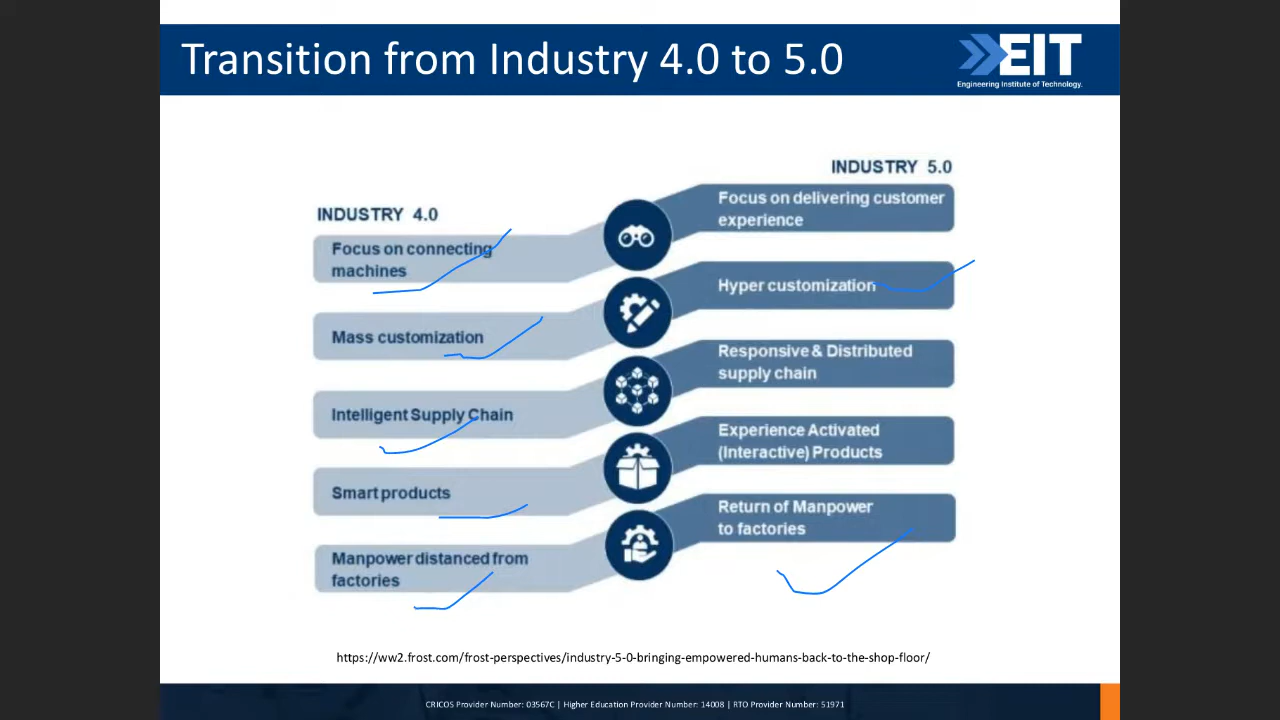 Transition from Industry 4.0 to 5.0
EIT
Engineering Institute of Technology.
INDUSTRY 4.0
Focus on connecting
machines
Mass customization
Intelligent Supply Chain
Smart products
Manpower distanced from
factories
INDUSTRY 5.0
Focus on delivering customer
experience
Hyper customization
Responsive & Distributed
supply chain
Experience Activated
(Interactive) Products
Return of Manpower
to factories
https://ww2.frost.com/frost-perspectives/industry-5-0-bringing-empowered-humans-back-to-the-shop-floor/
CRICOS Provider Number: 03567C | Higher Education Provider Number: 14008 | RTO Provider Number: 51971